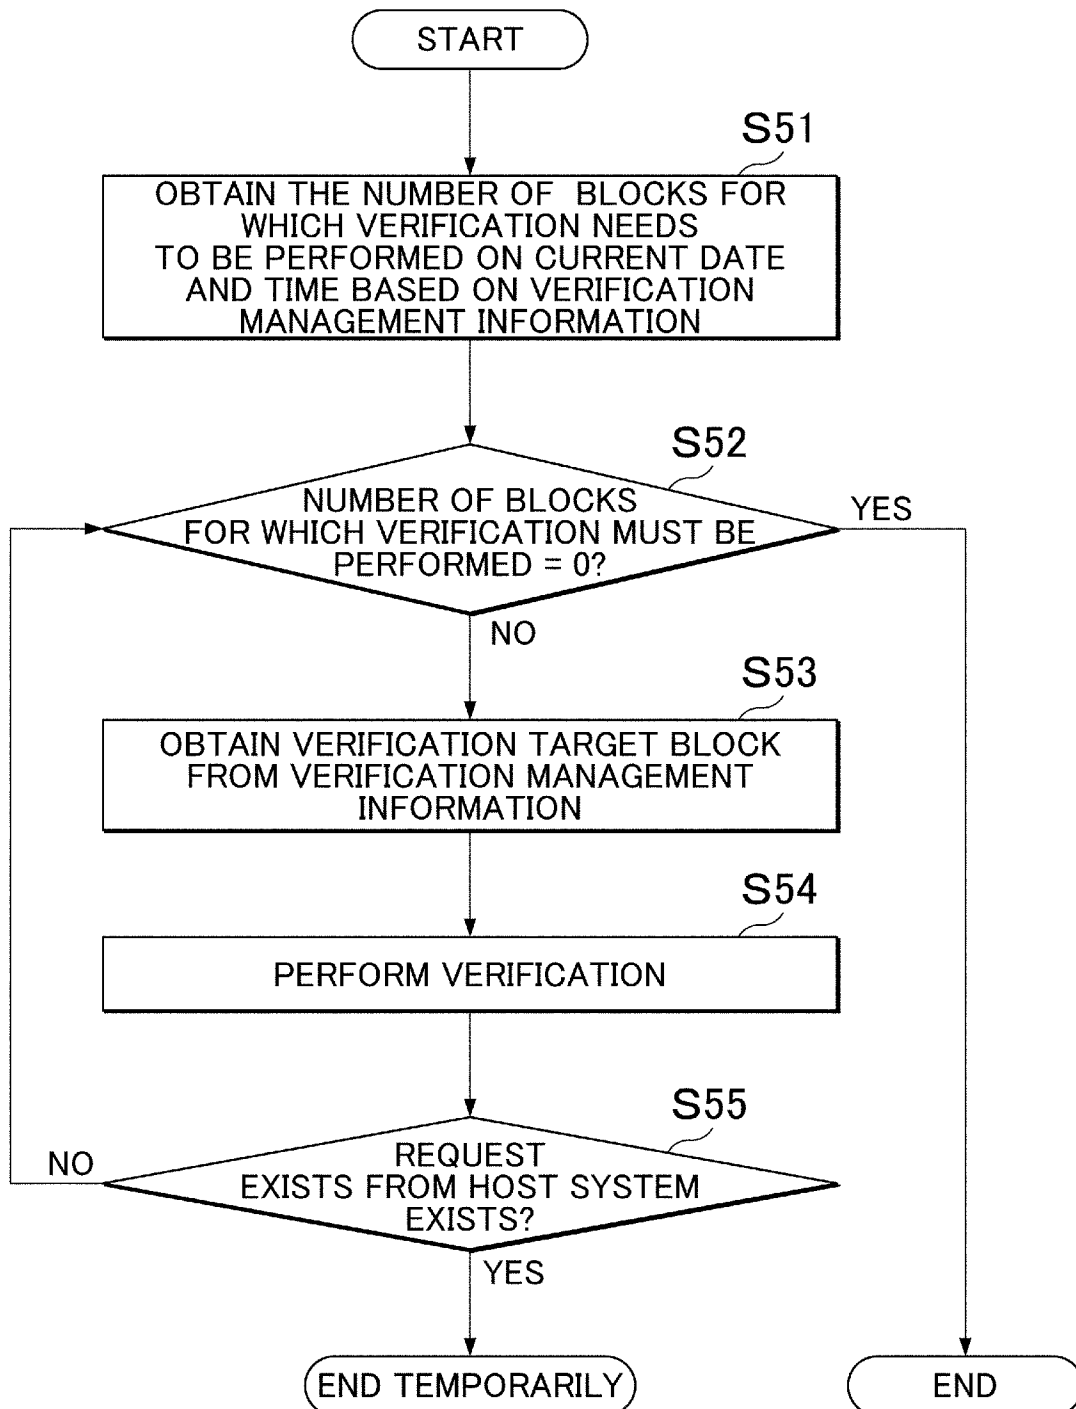 START
S51
OBTAIN THE NUMBER OF BLOCKS FOR
WHICH VERIFICATION NEEDS
TO BE PERFORMED ON CURRENT DATE
AND TIME BASED ON VERIFICATION
MANAGEMENT INFORMATION
S52
NUMBER OF BLOCKS
FOR WHICH VERIFICATION MUST BE
PERFORMED = 0?
YES
NO
S53
OBTAIN VERIFICATION TARGET BLOCK
FROM VERIFICATION MANAGEMENT
INFORMATION
S54
PERFORM VERIFICATION
S55
REQUEST
EXISTS FROM HOST SYSTEM
EXISTS?
NO
YES
END TEMPORARILY
END